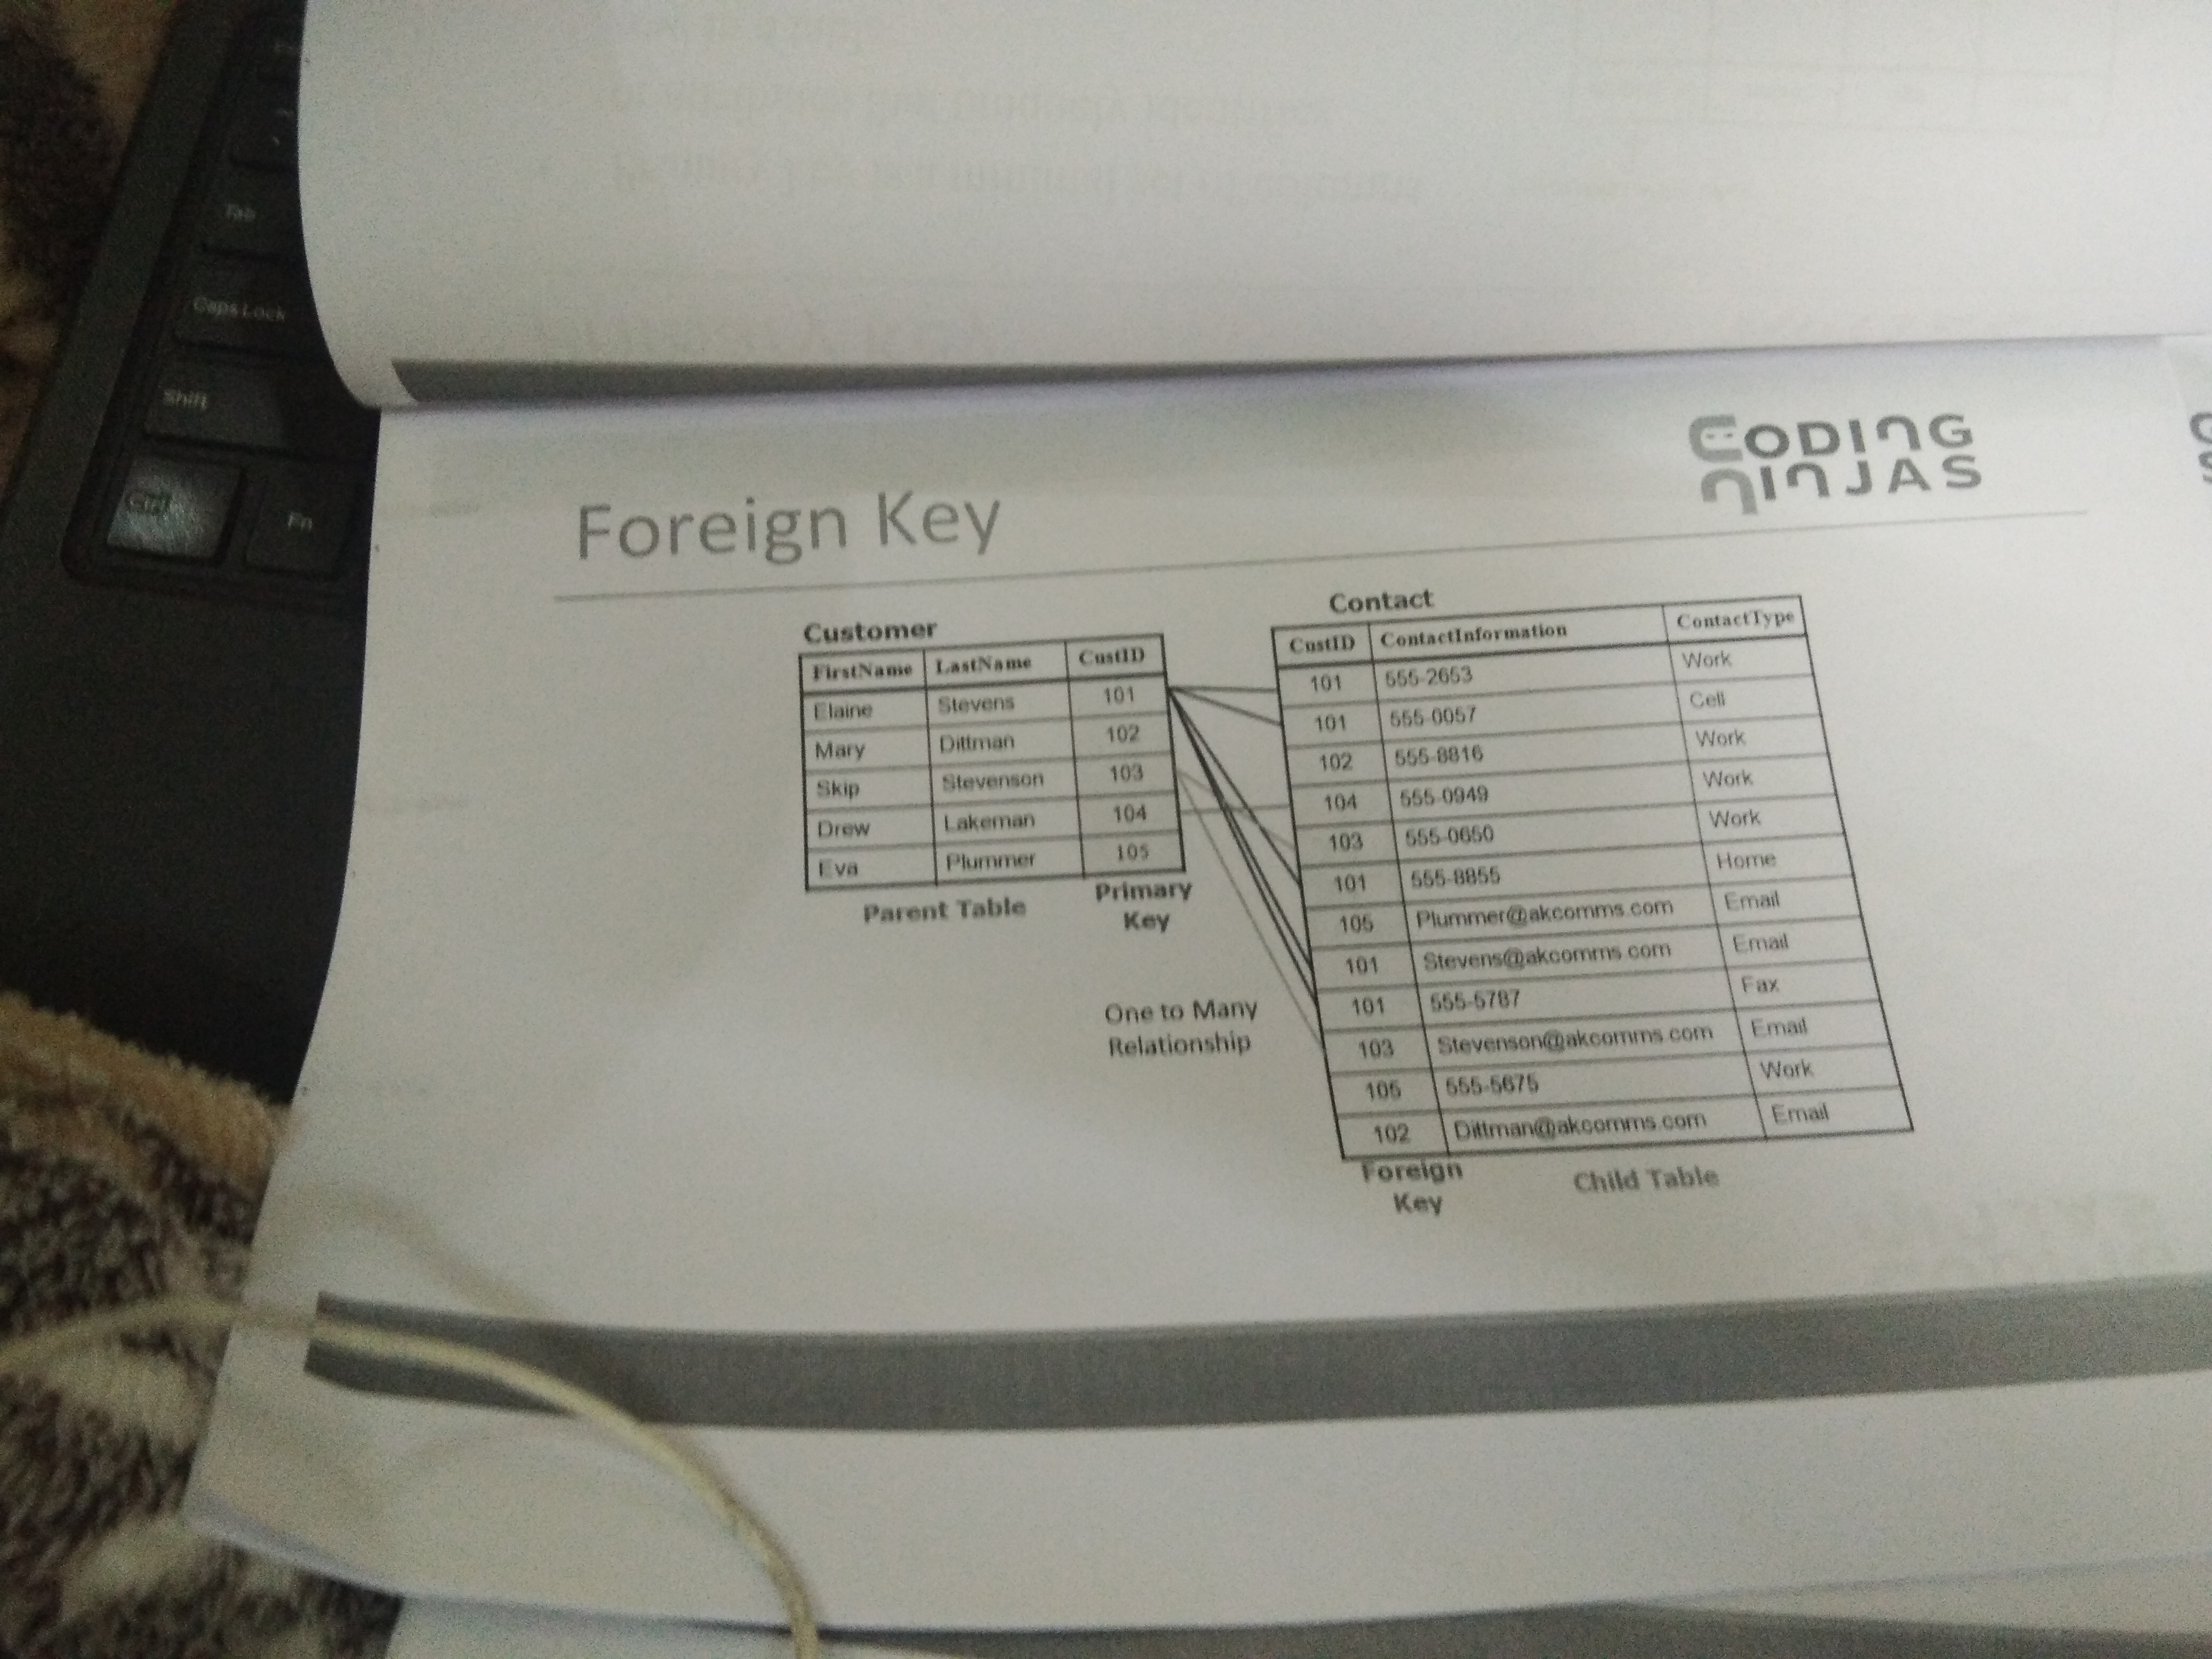 Tab
Caps Lock
Shift
Ctrl
Fn
CODING
NINJAS
Foreign Key
Customer
FirstName LastName CustID
Elaine Stevens 101
Mary Dittman 102
Skip Stevenson 103
Drew Lakeman 104
Eva Plummer 105
Parent Table
Primary
Key
One to Many
Relationship
Contact
CustID ContactInformation ContactType
101 555-2653 Work
101 555-0057 Cell
102 555-8816 Work
104 555-0949 Work
103 555-0650 Work
101 555-8855 Home
105 Plummer@akcomms.com Email
101 Stevens@akcomms.com Email
101 555-5787 Fax
103 Stevenson@akcomms.com Email
105 555-5675 Work
102 Dittman@akcomms.com Email
Foreign
Key
Child Table